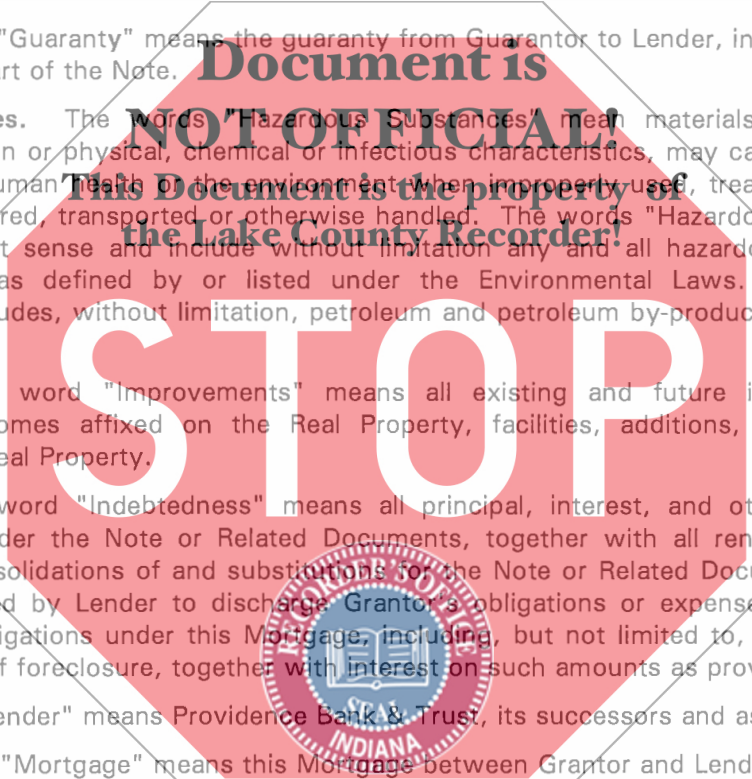 "Guaranty" means the guaranty from Guarantor to Lender, in
rt of the Note.
Document is
es. The words "Hazardous Substances" mean materials
NOT OFFICIAL!
n or physical, chemical or infectious characteristics, may ca
uman health or the environment when improperly used, trea
This Document is the property of
red, transported or otherwise handled. The words "Hazardo
the Lake County Recorder!
t sense and include without limitation any and all hazardo
as defined by or listed under the Environmental Laws.
udes, without limitation, petroleum and petroleum by-produc
STOP
word "Improvements" means all existing and future i
omes affixed on the Real Property, facilities, additions,
eal Property.
word "Indebtedness" means all principal, interest, and ot
der the Note or Related Documents, together with all ren
solidations of and substitutions for the Note or Related Doc
d by Lender to discharge Grantor's obligations or expense
igations under this Mortgage, including, but not limited to,
f foreclosure, together with interest on such amounts as prov
RECORDER'S OFFICE
SEAL
INDIANA
ender" means Providence Bank & Trust, its successors and as
"Mortgage" means this Mortgage between Grantor and Lend